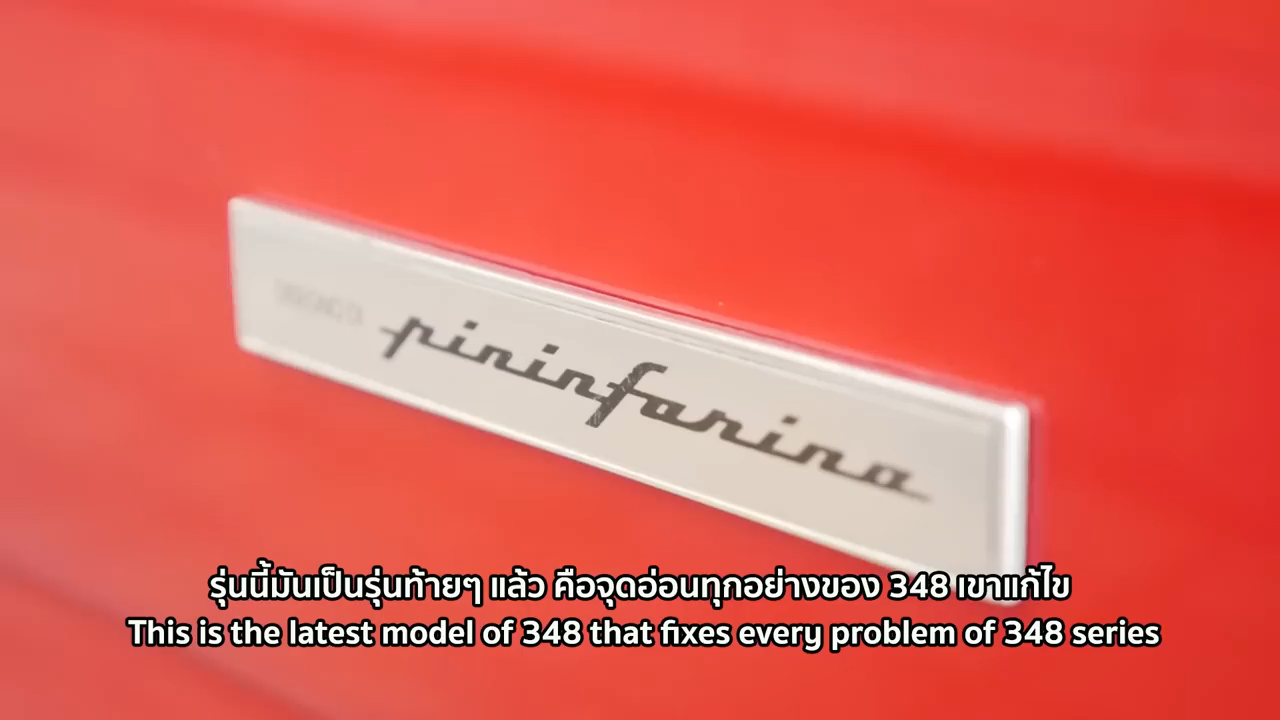 pininfarina
รุ่นนี้มันเป็นรุ่นท้ายๆ แล้ว คือจุดอ่อนทุกอย่างของ 348 เขาแก้ไข
This is the latest model of 348 that fixes every problem of 348 series